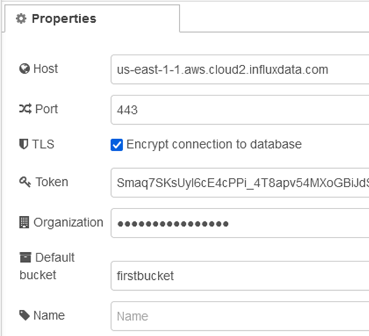 Properties
Host
us-east-1-1.aws.cloud2.influxdata.com
Port
443
TLS
Encrypt connection to database
Token
Organization
●●●●●●●●●●●●●●●●
Default
bucket
firstbucket
Name
Name